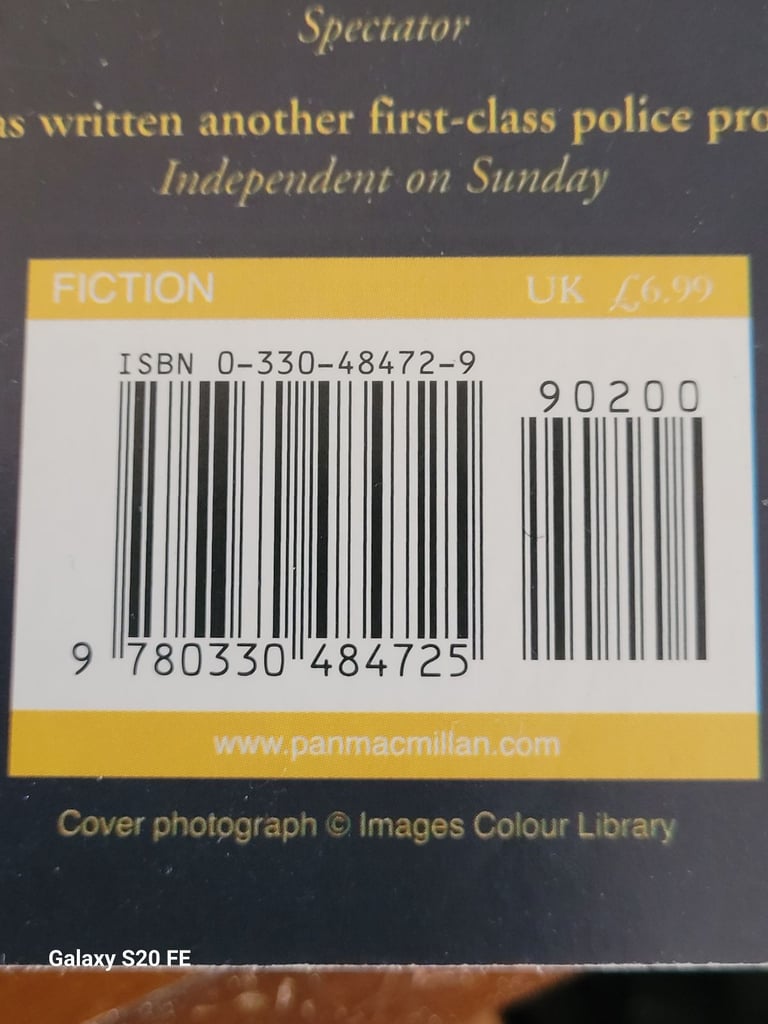 Spectator
as written another first-class police pro
Independent on Sunday
FICTION UK £6.99
ISBN 0-330-48472-9
90200
9 780330 484725
www.panmacmillan.com
Cover photograph © Images Colour Library
Galaxy S20 FE